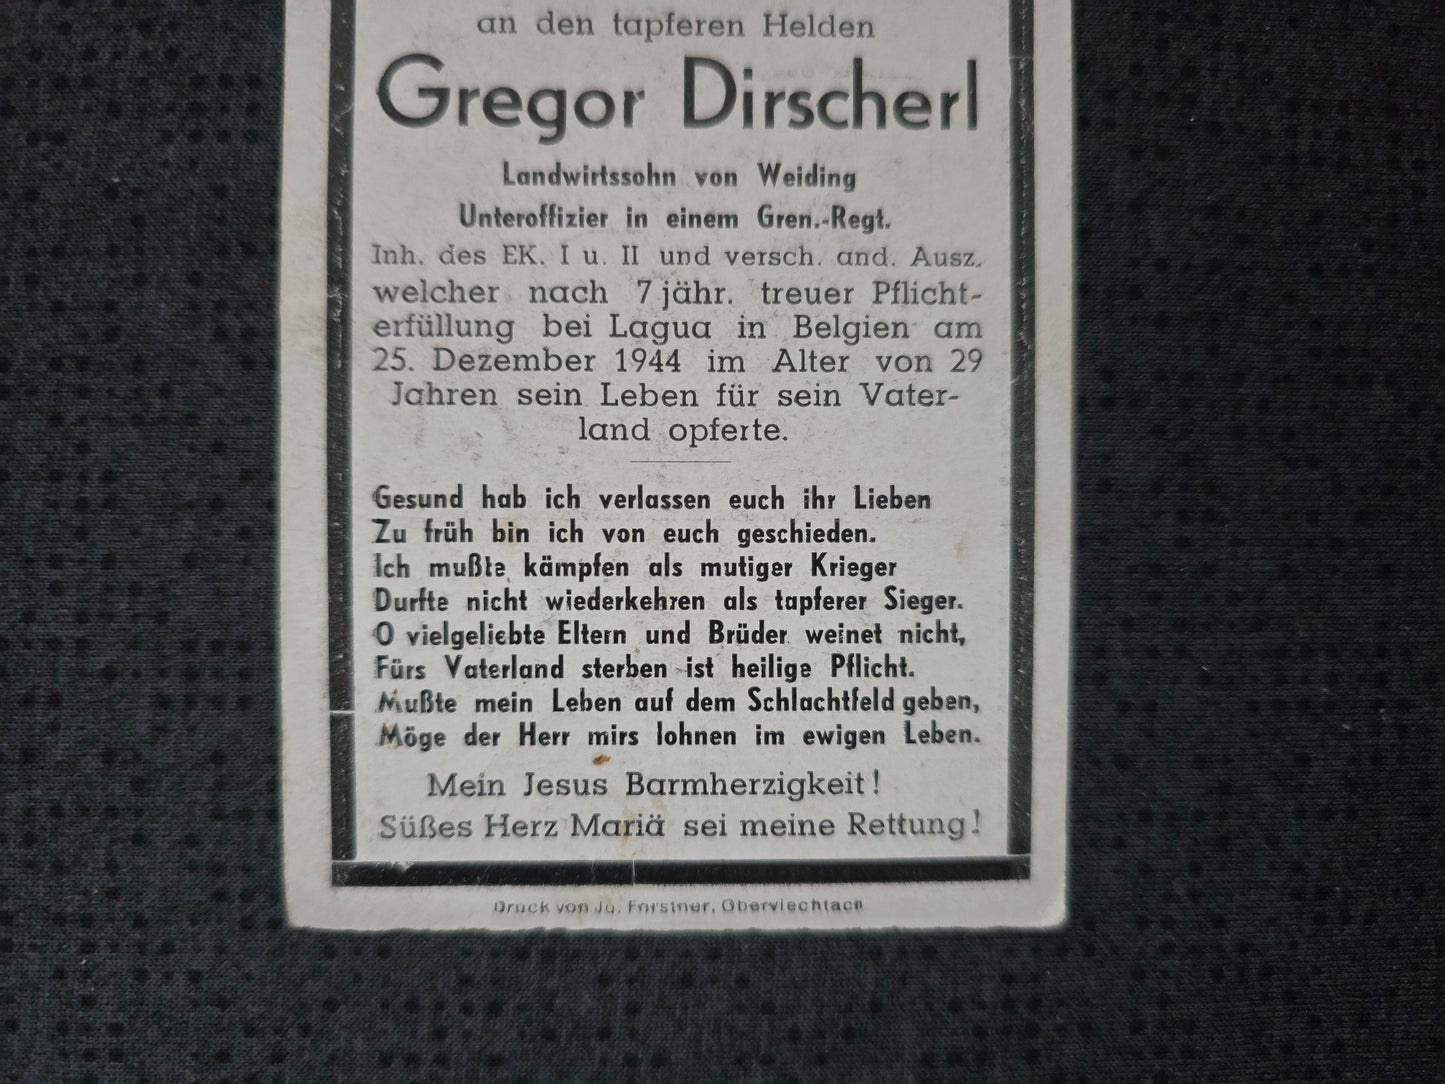 an den tapferen Helden
Gregor Dirscherl
Landwirtssohn von Weiding
Unteroffizier in einem Gren.-Regt.
Inh. des EK. I u. II und versch. and. Ausz.
welcher nach 7 jähr. treuer Pflicht-
erfüllung bei Lagua in Belgien am
25. Dezember 1944 im Alter von 29
Jahren sein Leben für sein Vater-
land opferte.
Gesund hab ich verlassen euch ihr Lieben
Zu früh bin ich von euch geschieden.
Ich mußte kämpfen als mutiger Krieger
Durfte nicht wiederkehren als tapferer Sieger.
O vielgeliebte Eltern und Brüder weinet nicht,
Fürs Vaterland sterben ist heilige Pflicht.
Mußte mein Leben auf dem Schlachtfeld geben,
Möge der Herr mirs lohnen im ewigen Leben.
Mein Jesus Barmherzigkeit!
Süßes Herz Mariä sei meine Rettung!
Druck von Jg. Forstner, Oberviechtach